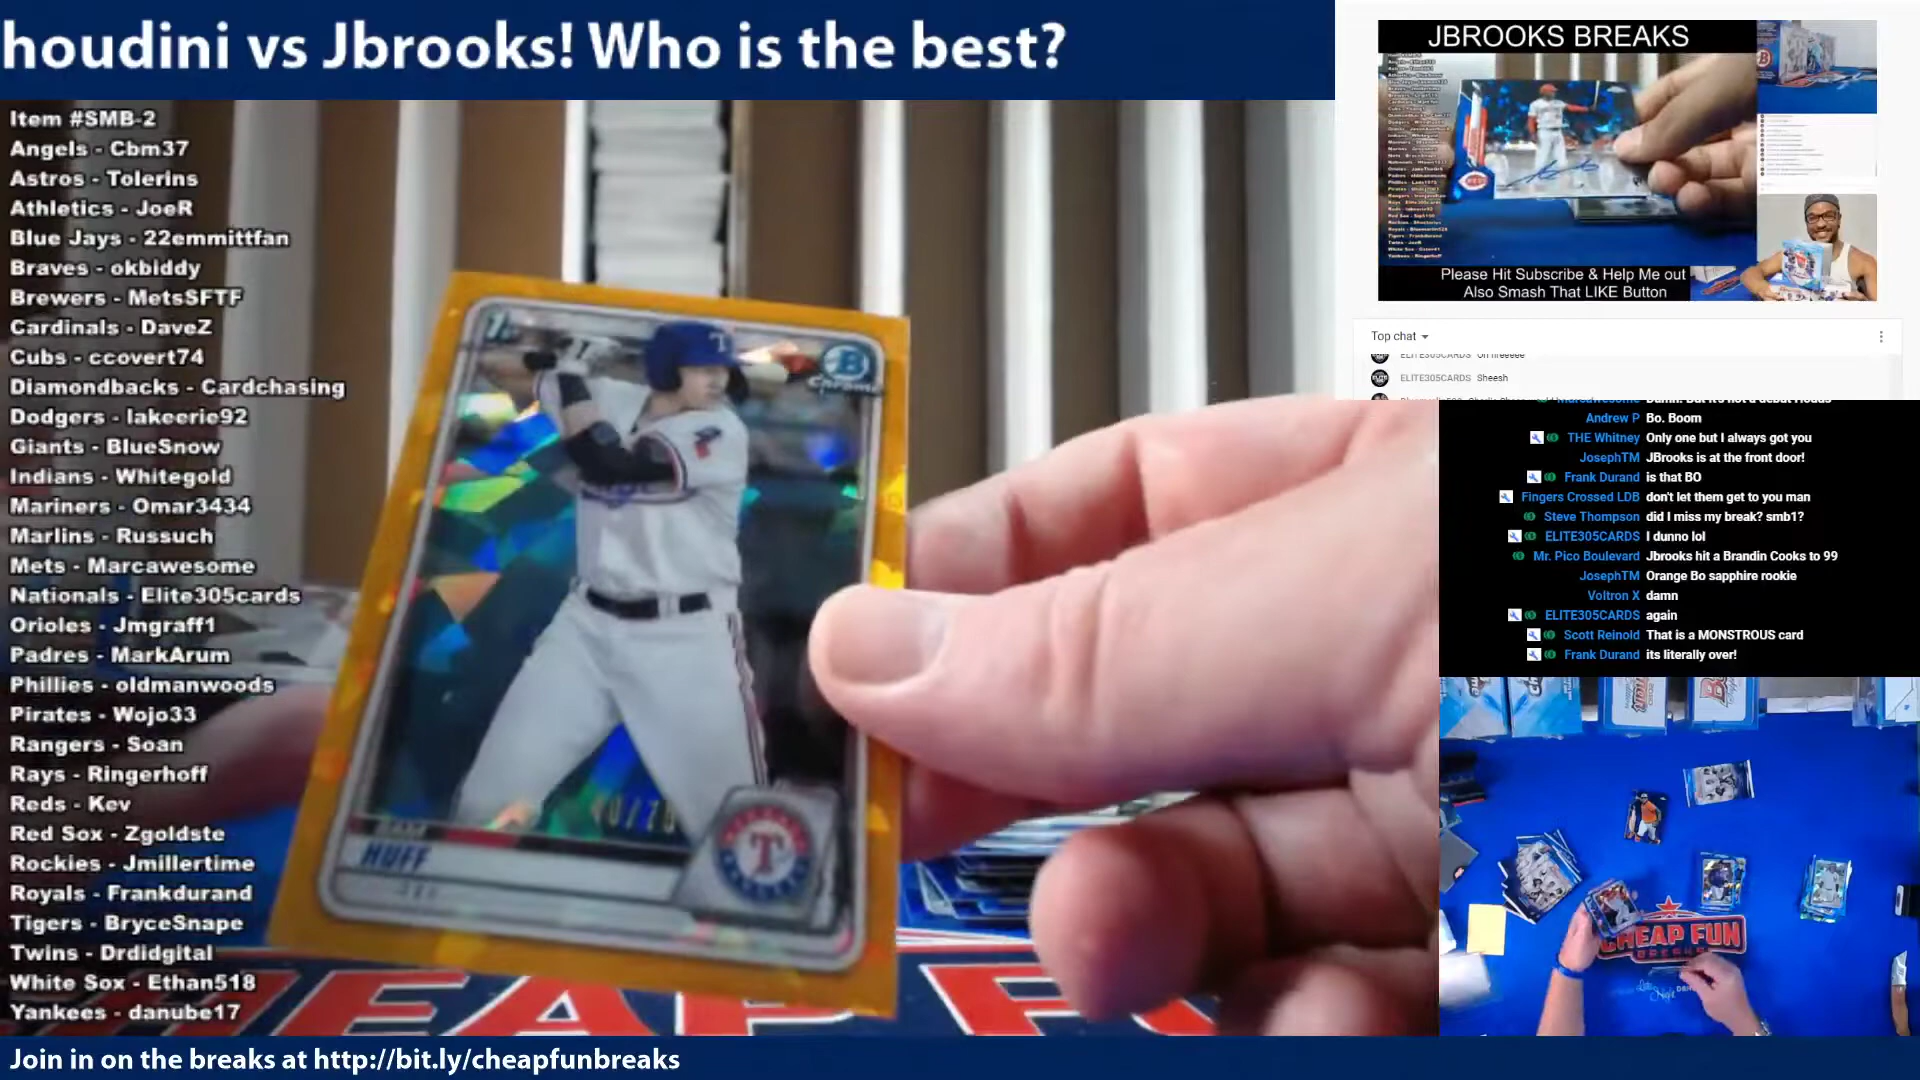 houdini vs Jbrooks! Who is the best?
Item #SMB-2
Angels - Cbm37
Astros - Tolerins
Athletics - JoeR
Blue Jays - 22emmittfan
Braves - okbiddy
Brewers - MetsSFTF
Cardinals - DaveZ
Cubs - ccovert74
Diamondbacks - Cardchasing
Dodgers - lakeerie92
Giants - BlueSnow
Indians - Whitegold
Mariners - Omar3434
Marlins - Russuch
Mets - Marcawesome
Nationals - Elite305cards
Orioles - Jmgraff1
Padres - MarkArum
Phillies - oldmanwoods
Pirates - Wojo33
Rangers - Soan
Rays - Ringerhoff
Reds - Kev
Red Sox - Zgoldste
Rockies - Jmillertime
Royals - Frankdurand
Tigers - BryceSnape
Twins - Drdidgital
White Sox - Ethan518
Yankees - danube17
B
Chrome
HUFF
T
JBROOKS BREAKS
Please Hit Subscribe & Help Me out
Also Smash That LIKE Button
Top chat
ELITE305CARDS
ELITE305CARDS Sheesh
Andrew P Bo. Boom
THE Whitney Only one but I always got you
JosephTM JBrooks is at the front door!
Frank Durand is that BO
Fingers Crossed LDB don't let them get to you man
Steve Thompson did I miss my break? smb1?
ELITE305CARDS I dunno lol
Mr. Pico Boulevard Jbrooks hit a Brandin Cooks to 99
JosephTM Orange Bo sapphire rookie
Voltron X damn
ELITE305CARDS again
Scott Reinold That is a MONSTROUS card
Frank Durand its literally over!
CHEAP FUN
BREAKS
Join in on the breaks at http://bit.ly/cheapfunbreaks